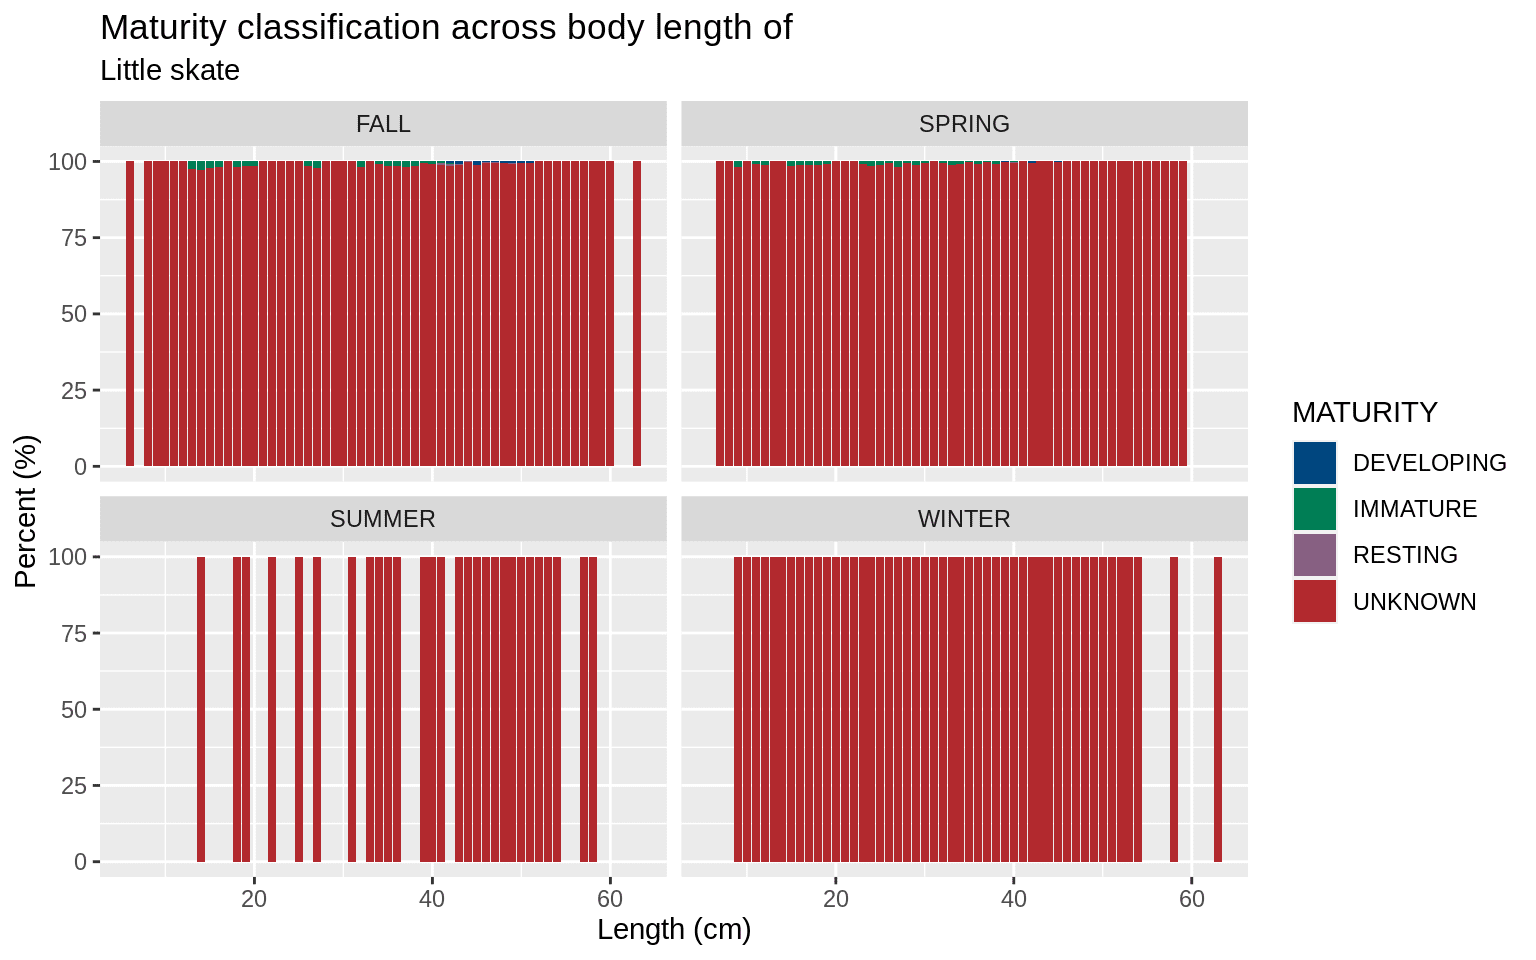 Maturity classification across body length of
Little skate
FALL
SPRING
100
75
50
25
0
SUMMER
WINTER
100
75
50
25
0
20
40
60
20
40
60
Length (cm)
Percent (%)
MATURITY
DEVELOPING
IMMATURE
RESTING
UNKNOWN